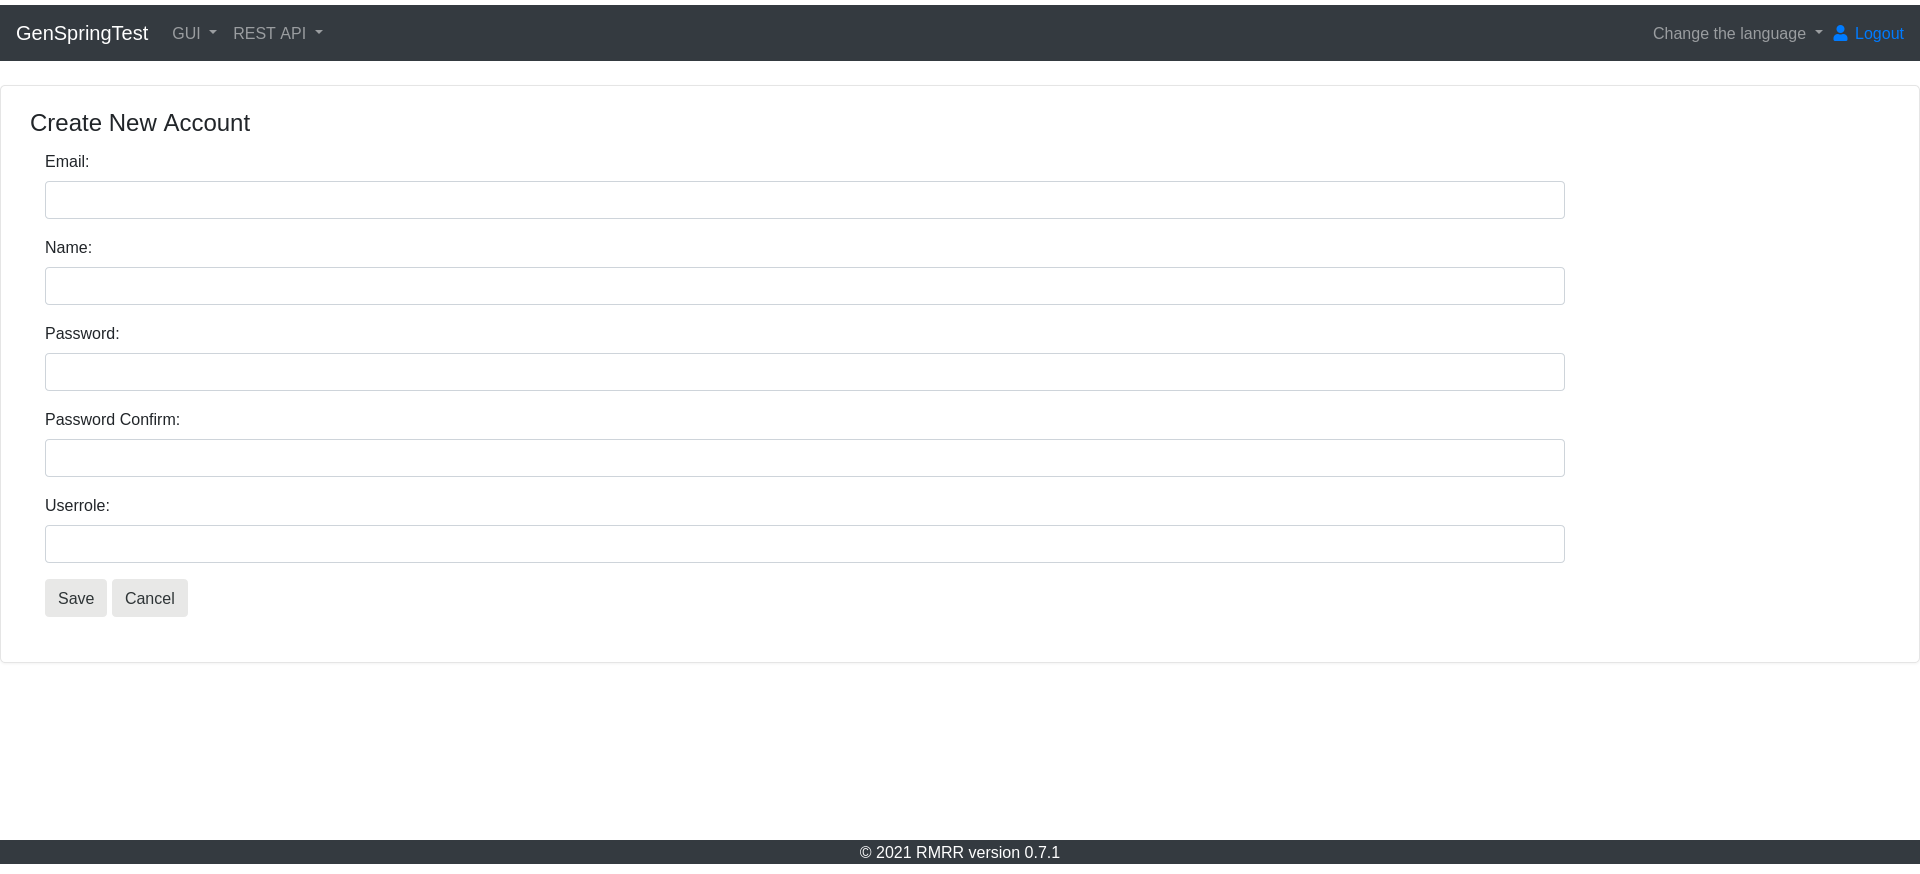 GenSpringTest GUI REST API Change the language Logout
Create New Account
Email:
Name:
Password:
Password Confirm:
Userrole:
Save Cancel
© 2021 RMRR version 0.7.1